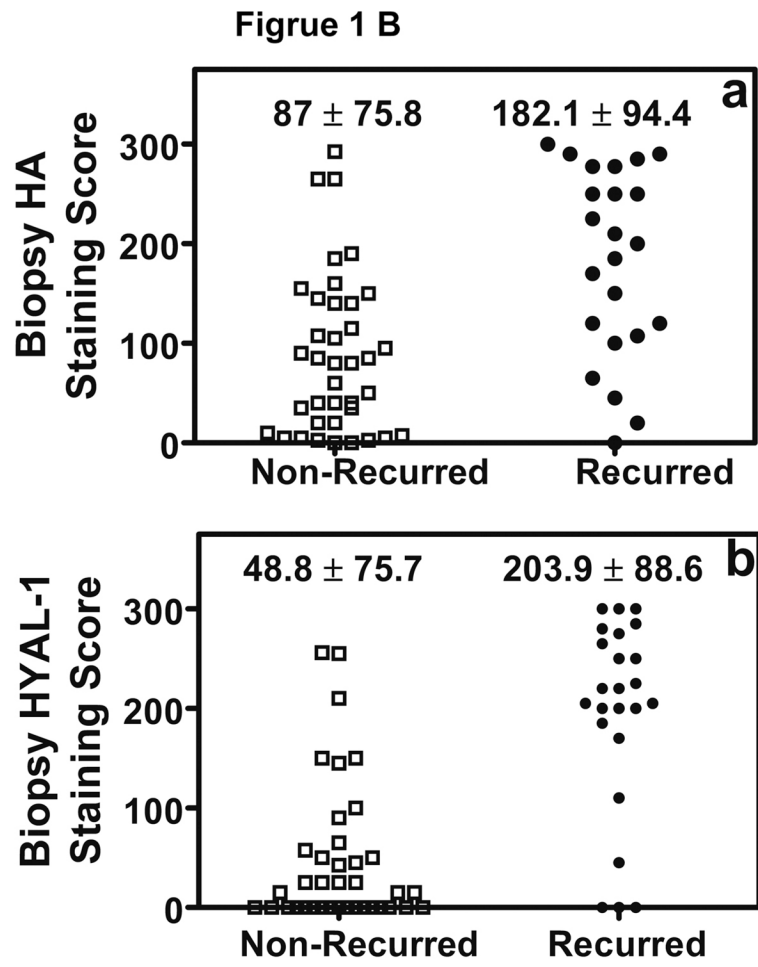 Figrue 1 B
a
87 ± 75.8 182.1 ± 94.4
Biopsy HA
Staining Score
300
200
100
0
Non-Recurred Recurred
b
48.8 ± 75.7 203.9 ± 88.6
Biopsy HYAL-1
Staining Score
300
200
100
0
Non-Recurred Recurred